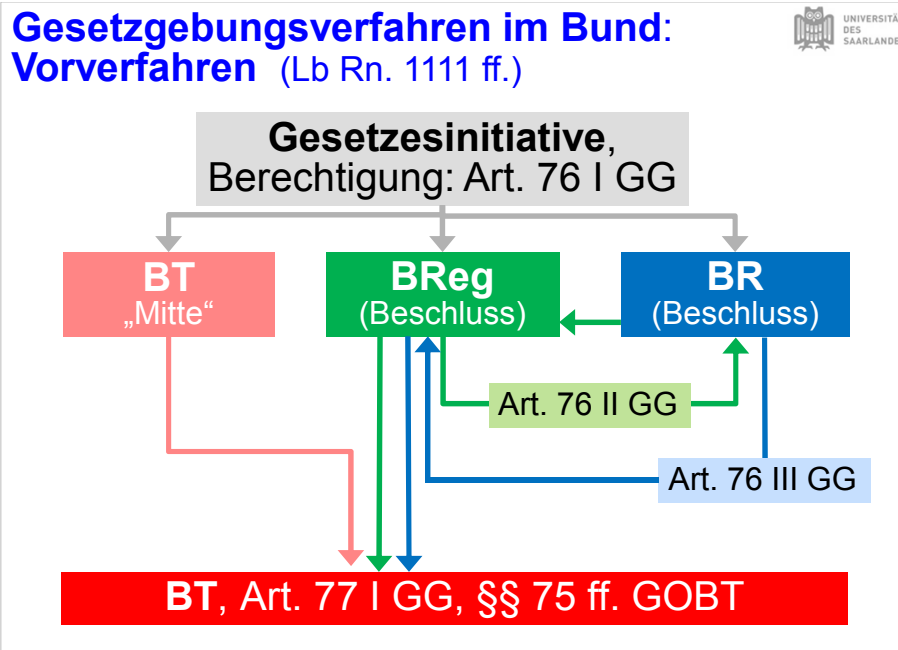 Gesetzgebungsverfahren im Bund:
Vorverfahren (Lb Rn. 1111 ff.)
UNIVERSITÄ
DES
SAARLANDE
Gesetzesinitiative,
Berechtigung: Art. 76 I GG
BT
„Mitte“
BReg
(Beschluss)
BR
(Beschluss)
Art. 76 II GG
Art. 76 III GG
BT, Art. 77 I GG, §§ 75 ff. GOBT